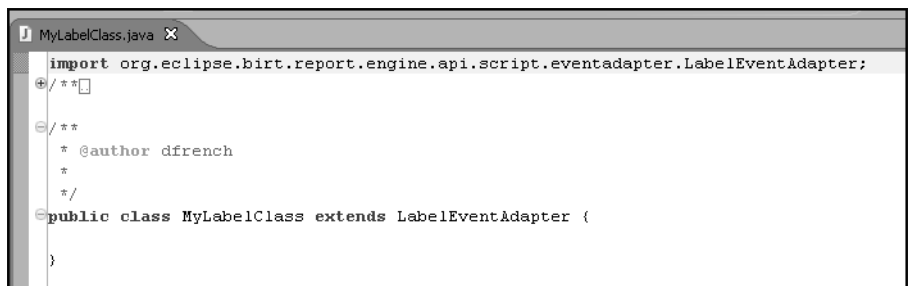 MyLabelClass.java
import org.eclipse.birt.report.engine.api.script.eventadapter.LabelEventAdapter;
/**
/**
* @author dfrench
*
*/
public class MyLabelClass extends LabelEventAdapter {
}